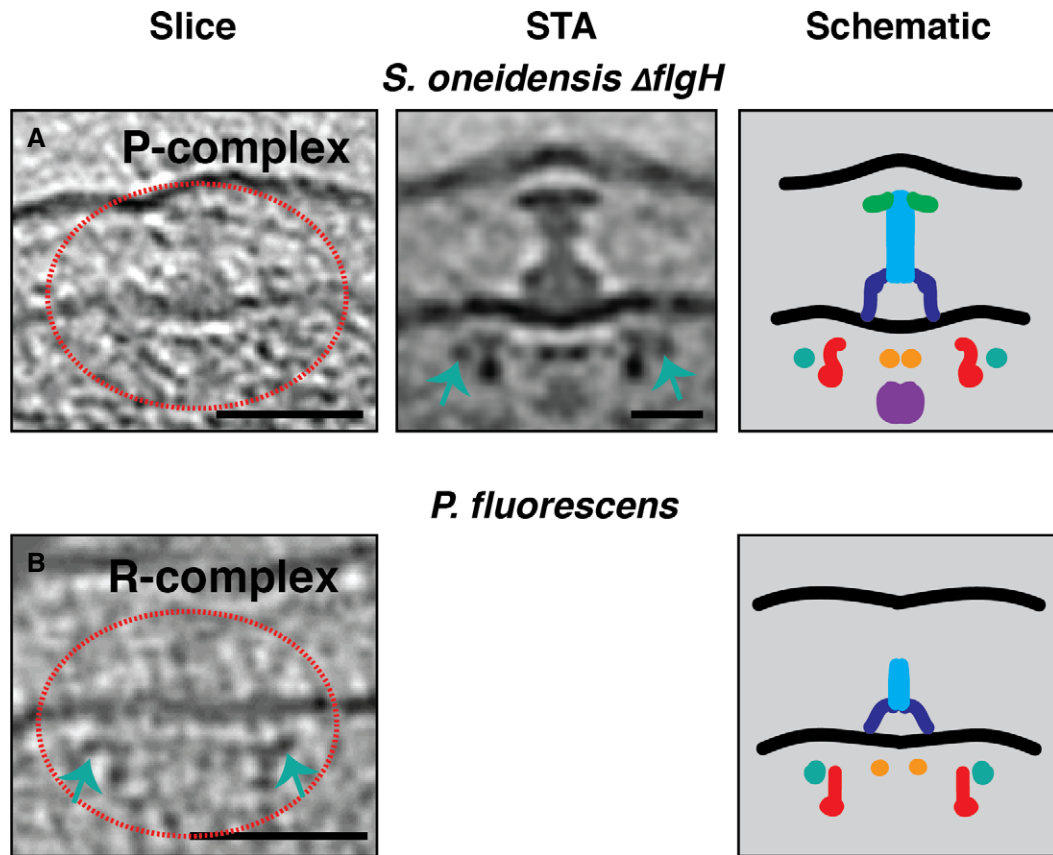 Slice STA Schematic
S. oneidensis ΔflgH
A P-complex
P. fluorescens
B R-complex